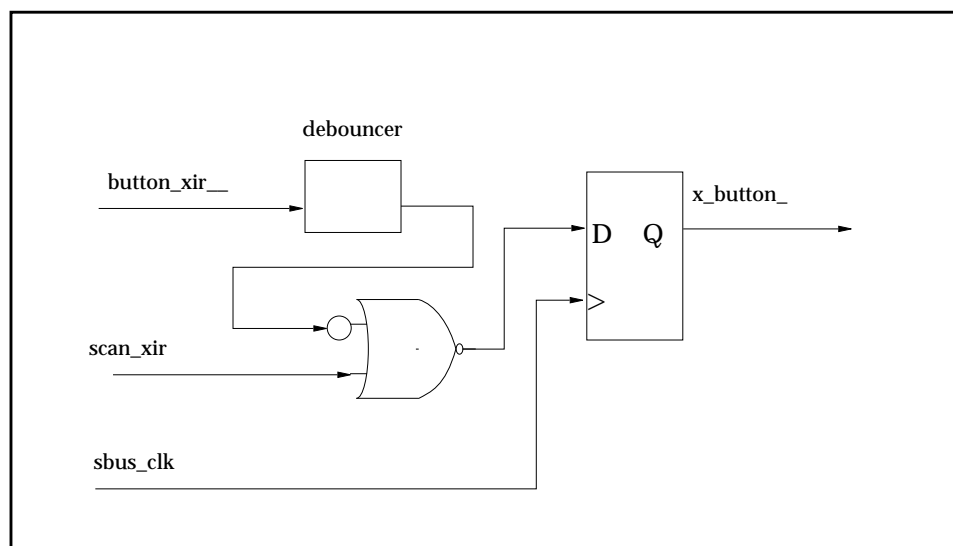 debouncer
button_xir__
x_button_
D Q
scan_xir
sbus_clk